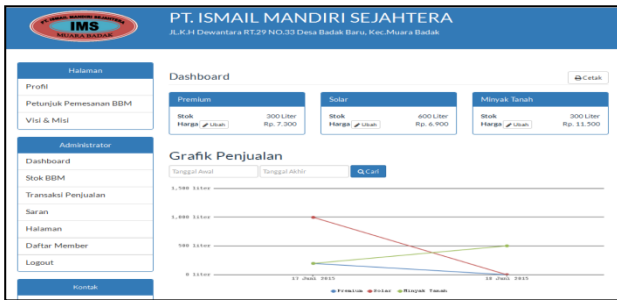 PT. ISMAIL MANDIRI SEJAHTERA
IMS
MUARA BADAK
PT. ISMAIL MANDIRI SEJAHTERA
JL.K.H Dewantara RT.29 NO.33 Desa Badak Baru, Kec.Muara Badak
Halaman
Profil
Petunjuk Pemesanan BBM
Visi & Misi
Administrator
Dashboard
Stok BBM
Transaksi Penjualan
Saran
Halaman
Daftar Member
Logout
Kontak
Dashboard
Cetak
Premium
Stok 300 Liter
Harga Ubah Rp. 7.300
Solar
Stok 600 Liter
Harga Ubah Rp. 6.900
Minyak Tanah
Stok 300 Liter
Harga Ubah Rp. 11.500
Grafik Penjualan
Tanggal Awal Tanggal Akhir Cari
1,500 Liter
1,000 Liter
500 Liter
0 Liter
17 Juni 2015 18 Juni 2015
Premium Solar Minyak Tanah